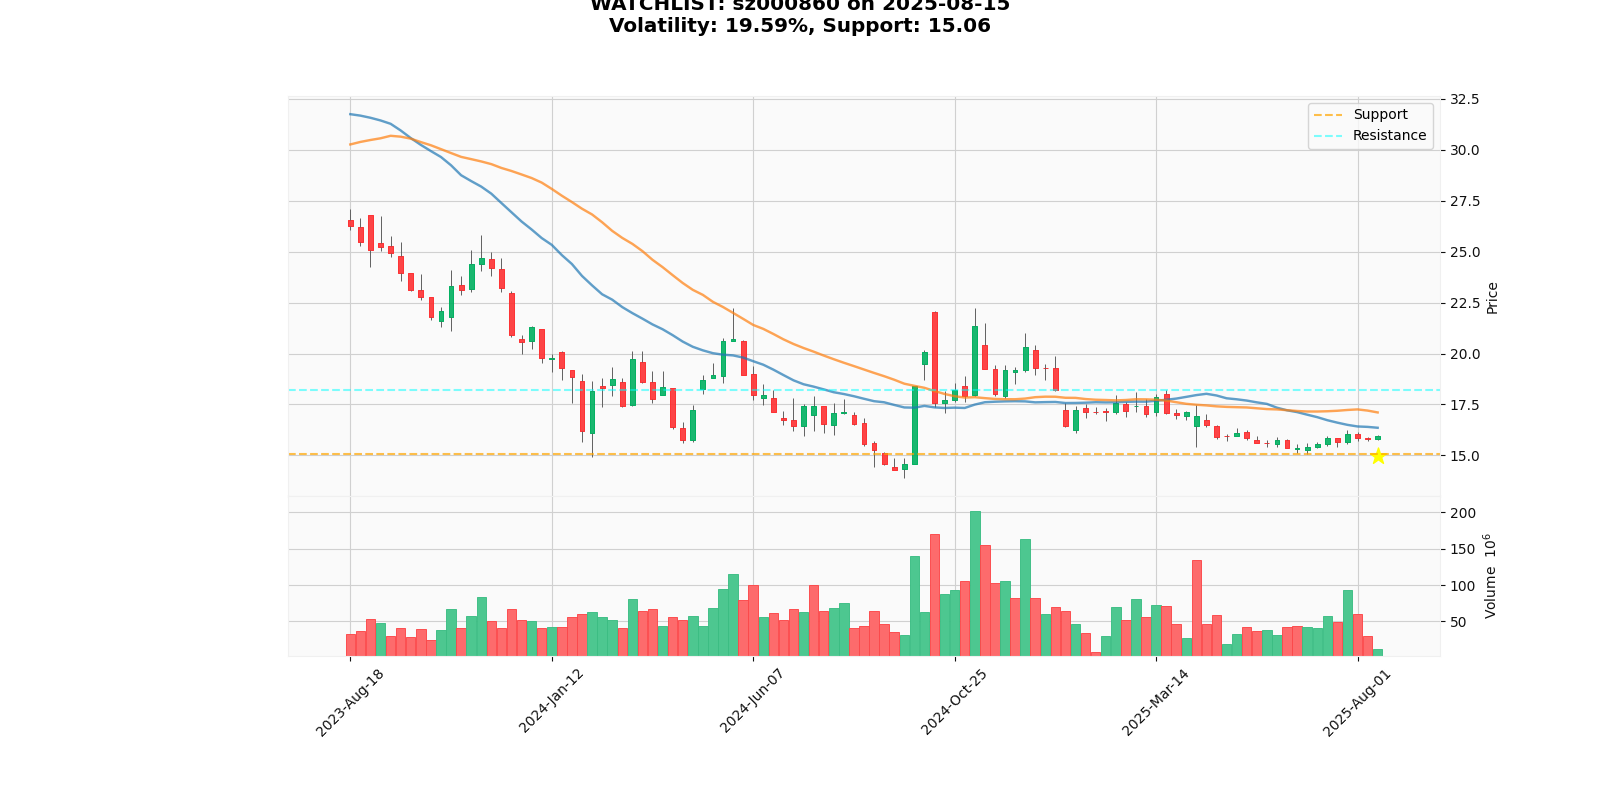 WATCHLIST: sz000860 on 2025-08-15
Volatility: 19.59%, Support: 15.06
Support
Resistance
32.5
30.0
27.5
25.0
22.5
20.0
17.5
15.0
Price
200
150
100
50
Volume 10^6
2023-Aug-18
2024-Jan-12
2024-Jun-07
2024-Oct-25
2025-Mar-14
2025-Aug-01